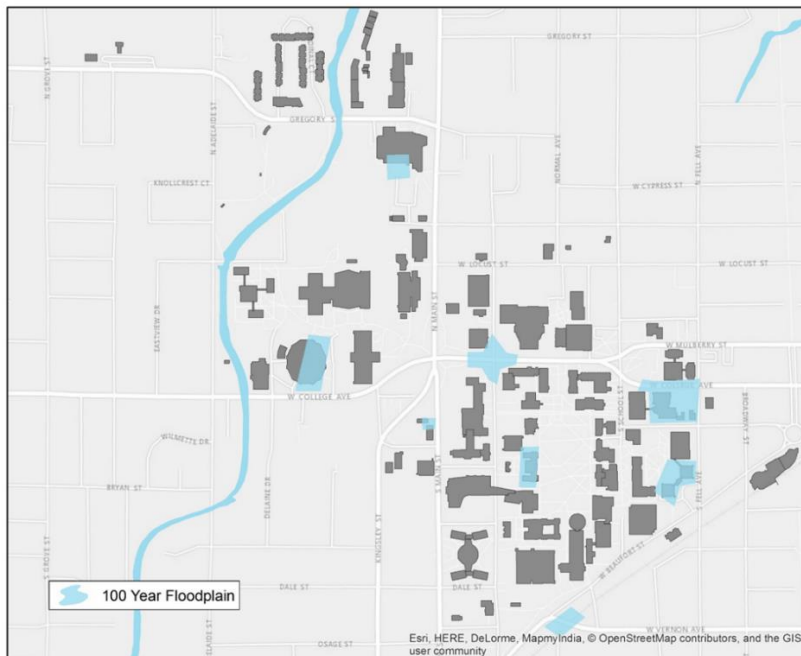 GREGORY ST
N GROVE ST
N ADELAIDE ST
COLONIAL CT
GREGORY S
NORMAL AVE
N FELL AVE
KNOLLCREST CT
W CYPRESS ST
W LOCUST ST
W LOCUST ST
EASTVIEW DR
N MAIN ST
W MULBERRY ST
W COLLEGE AVE
W COLLEGE AVE
S SCHOOL ST
BROADWAY ST
WILMETTE DR
BRYAN ST
DELAINE DR
S MAIN ST
S FELL AVE
KINGSLEY ST
W BEAUFORT ST
S GROVE ST
DALE ST
DALE ST
100 Year Floodplain
W VERNON AVE
OSAGE ST
Esri, HERE, DeLorme, MapmyIndia, © OpenStreetMap contributors, and the GIS
user community